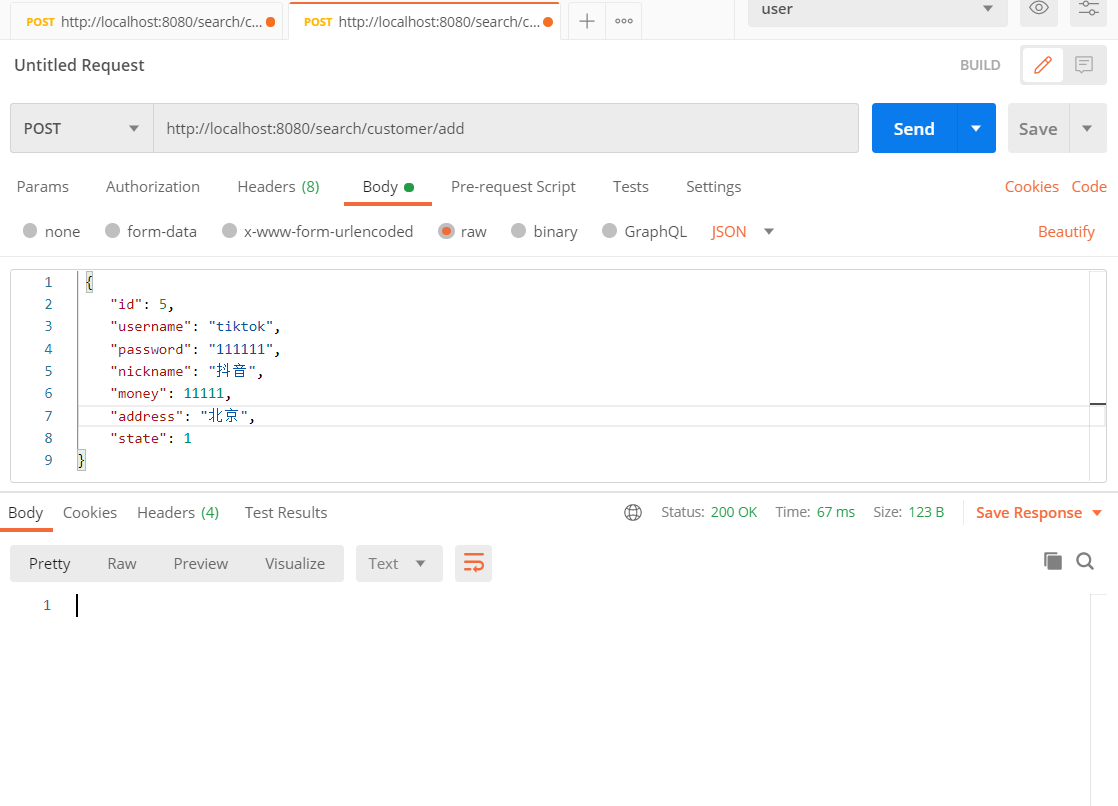 POST http://localhost:8080/search/c... POST http://localhost:8080/search/c... user
Untitled Request BUILD
POST http://localhost:8080/search/customer/add Send Save
Params Authorization Headers (8) Body Pre-request Script Tests Settings Cookies Code
none form-data x-www-form-urlencoded raw binary GraphQL JSON Beautify
1 {
2 "id": 5,
3 "username": "tiktok",
4 "password": "111111",
5 "nickname": "抖音",
6 "money": 11111,
7 "address": "北京",
8 "state": 1
9 }
Body Cookies Headers (4) Test Results Status: 200 OK Time: 67 ms Size: 123 B Save Response
Pretty Raw Preview Visualize Text
1